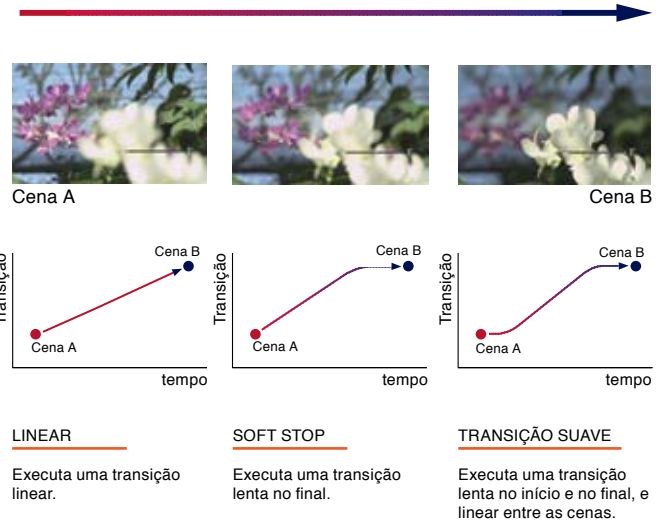 Cena A
Cena B
Transição
Cena B
Cena A
tempo
Transição
Cena B
Cena A
tempo
Transição
Cena B
Cena A
tempo
LINEAR
Executa uma transição
linear.
SOFT STOP
Executa uma transição
lenta no final.
TRANSIÇÃO SUAVE
Executa uma transição
lenta no início e no final, e
linear entre as cenas.